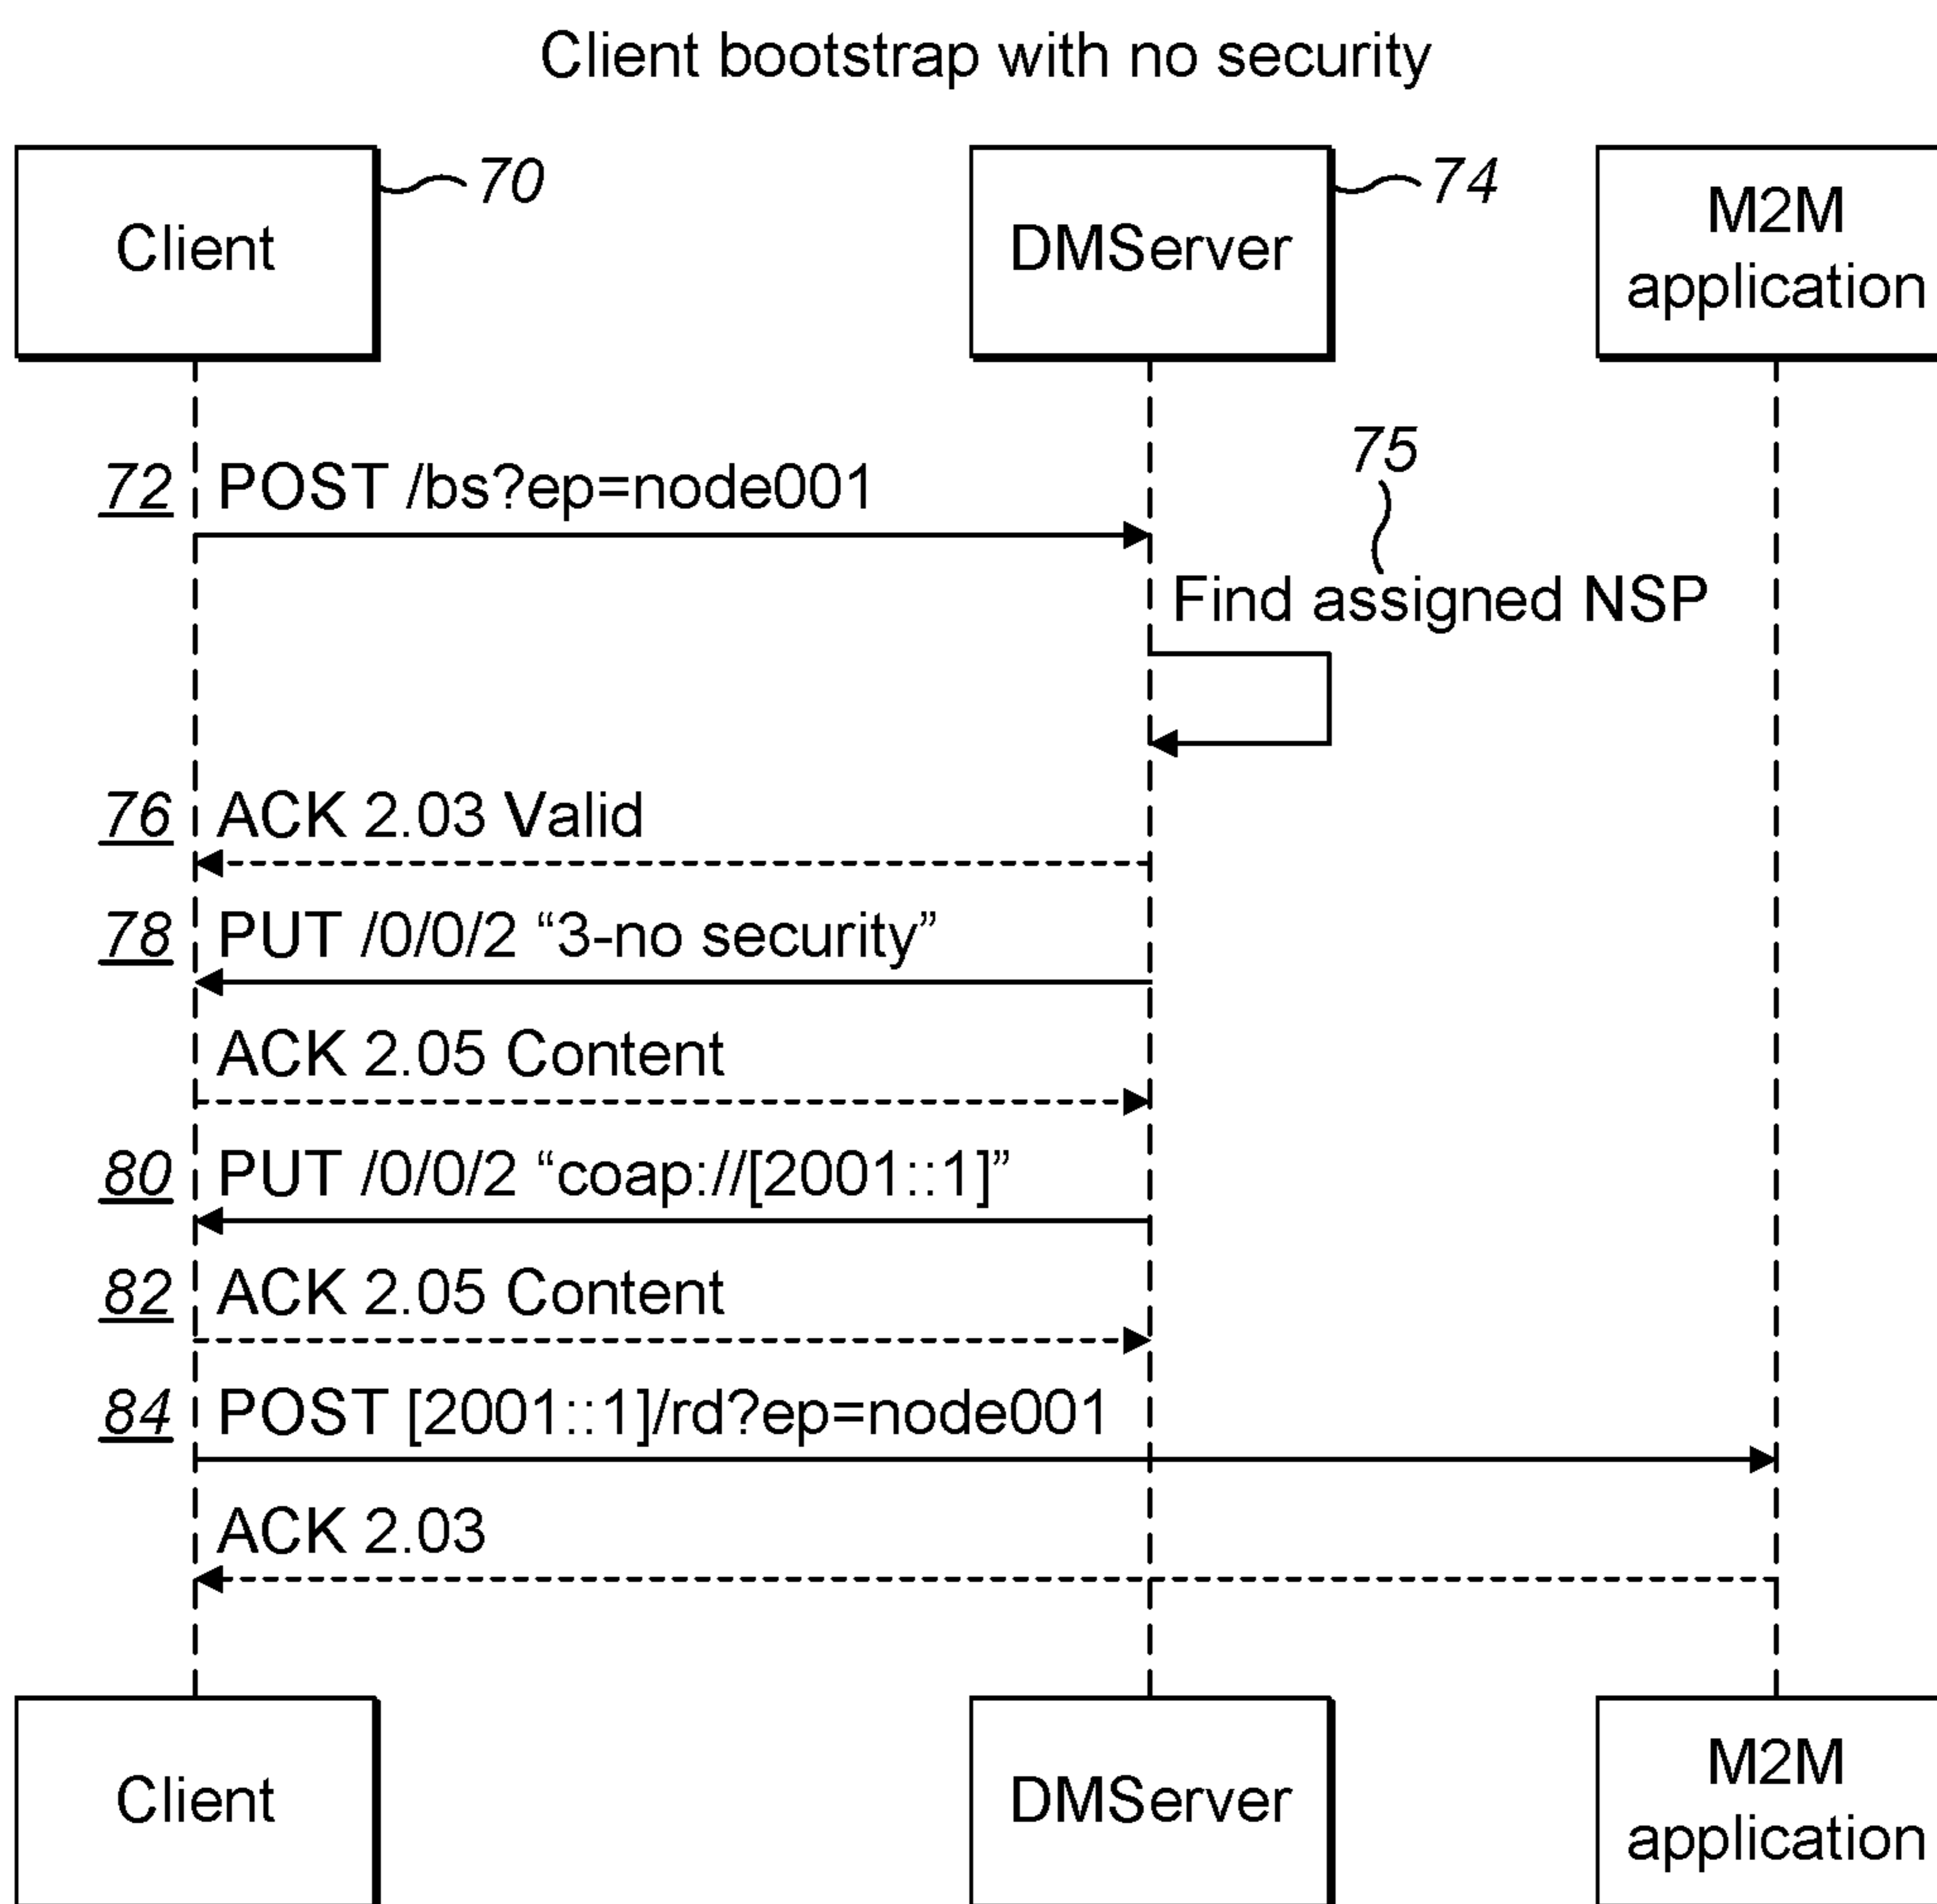 Client bootstrap with no security
Client
70
DMServer
74
M2M
application
72 POST /bs?ep=node001
75
Find assigned NSP
76 ACK 2.03 Valid
78 PUT /0/0/2 “3-no security”
ACK 2.05 Content
80 PUT /0/0/2 “coap://[2001::1]”
82 ACK 2.05 Content
84 POST [2001::1]/rd?ep=node001
ACK 2.03
Client
DMServer
M2M
application